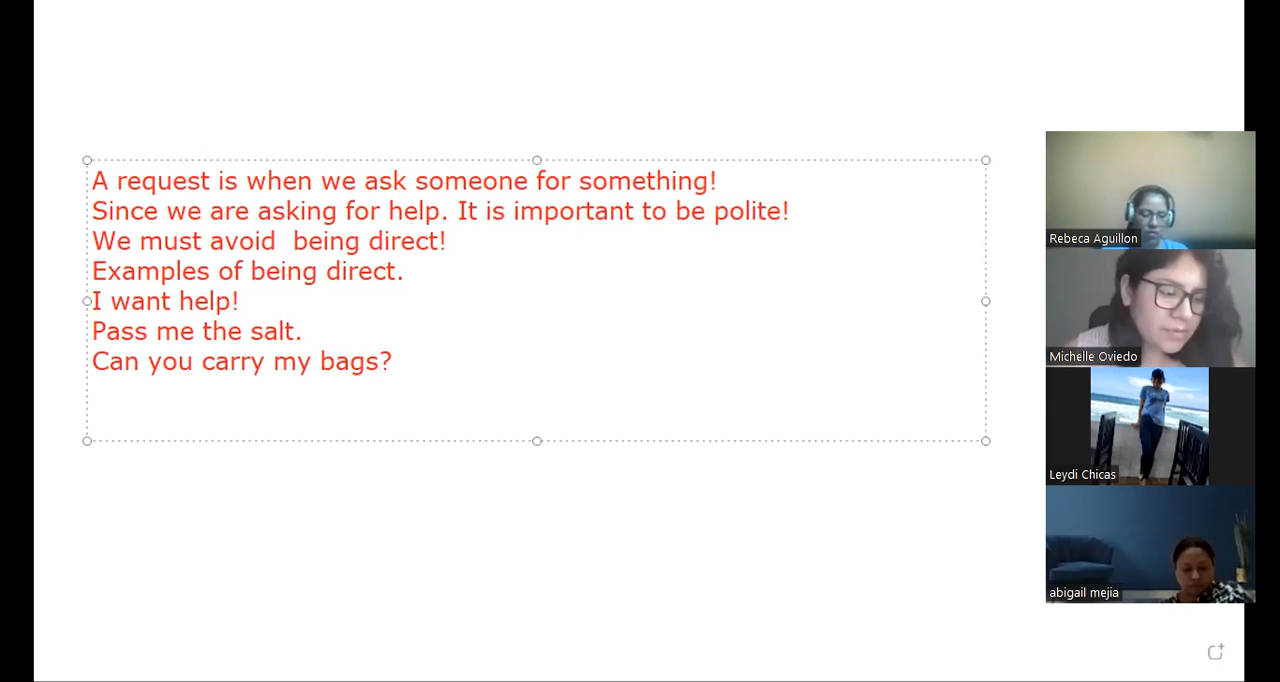 A request is when we ask someone for something!
Since we are asking for help. It is important to be polite!
We must avoid  being direct!
Examples of being direct.
I want help!
Pass me the salt.
Can you carry my bags?
Rebeca Aguillon
Michelle Oviedo
Leydi Chicas
abigail mejia